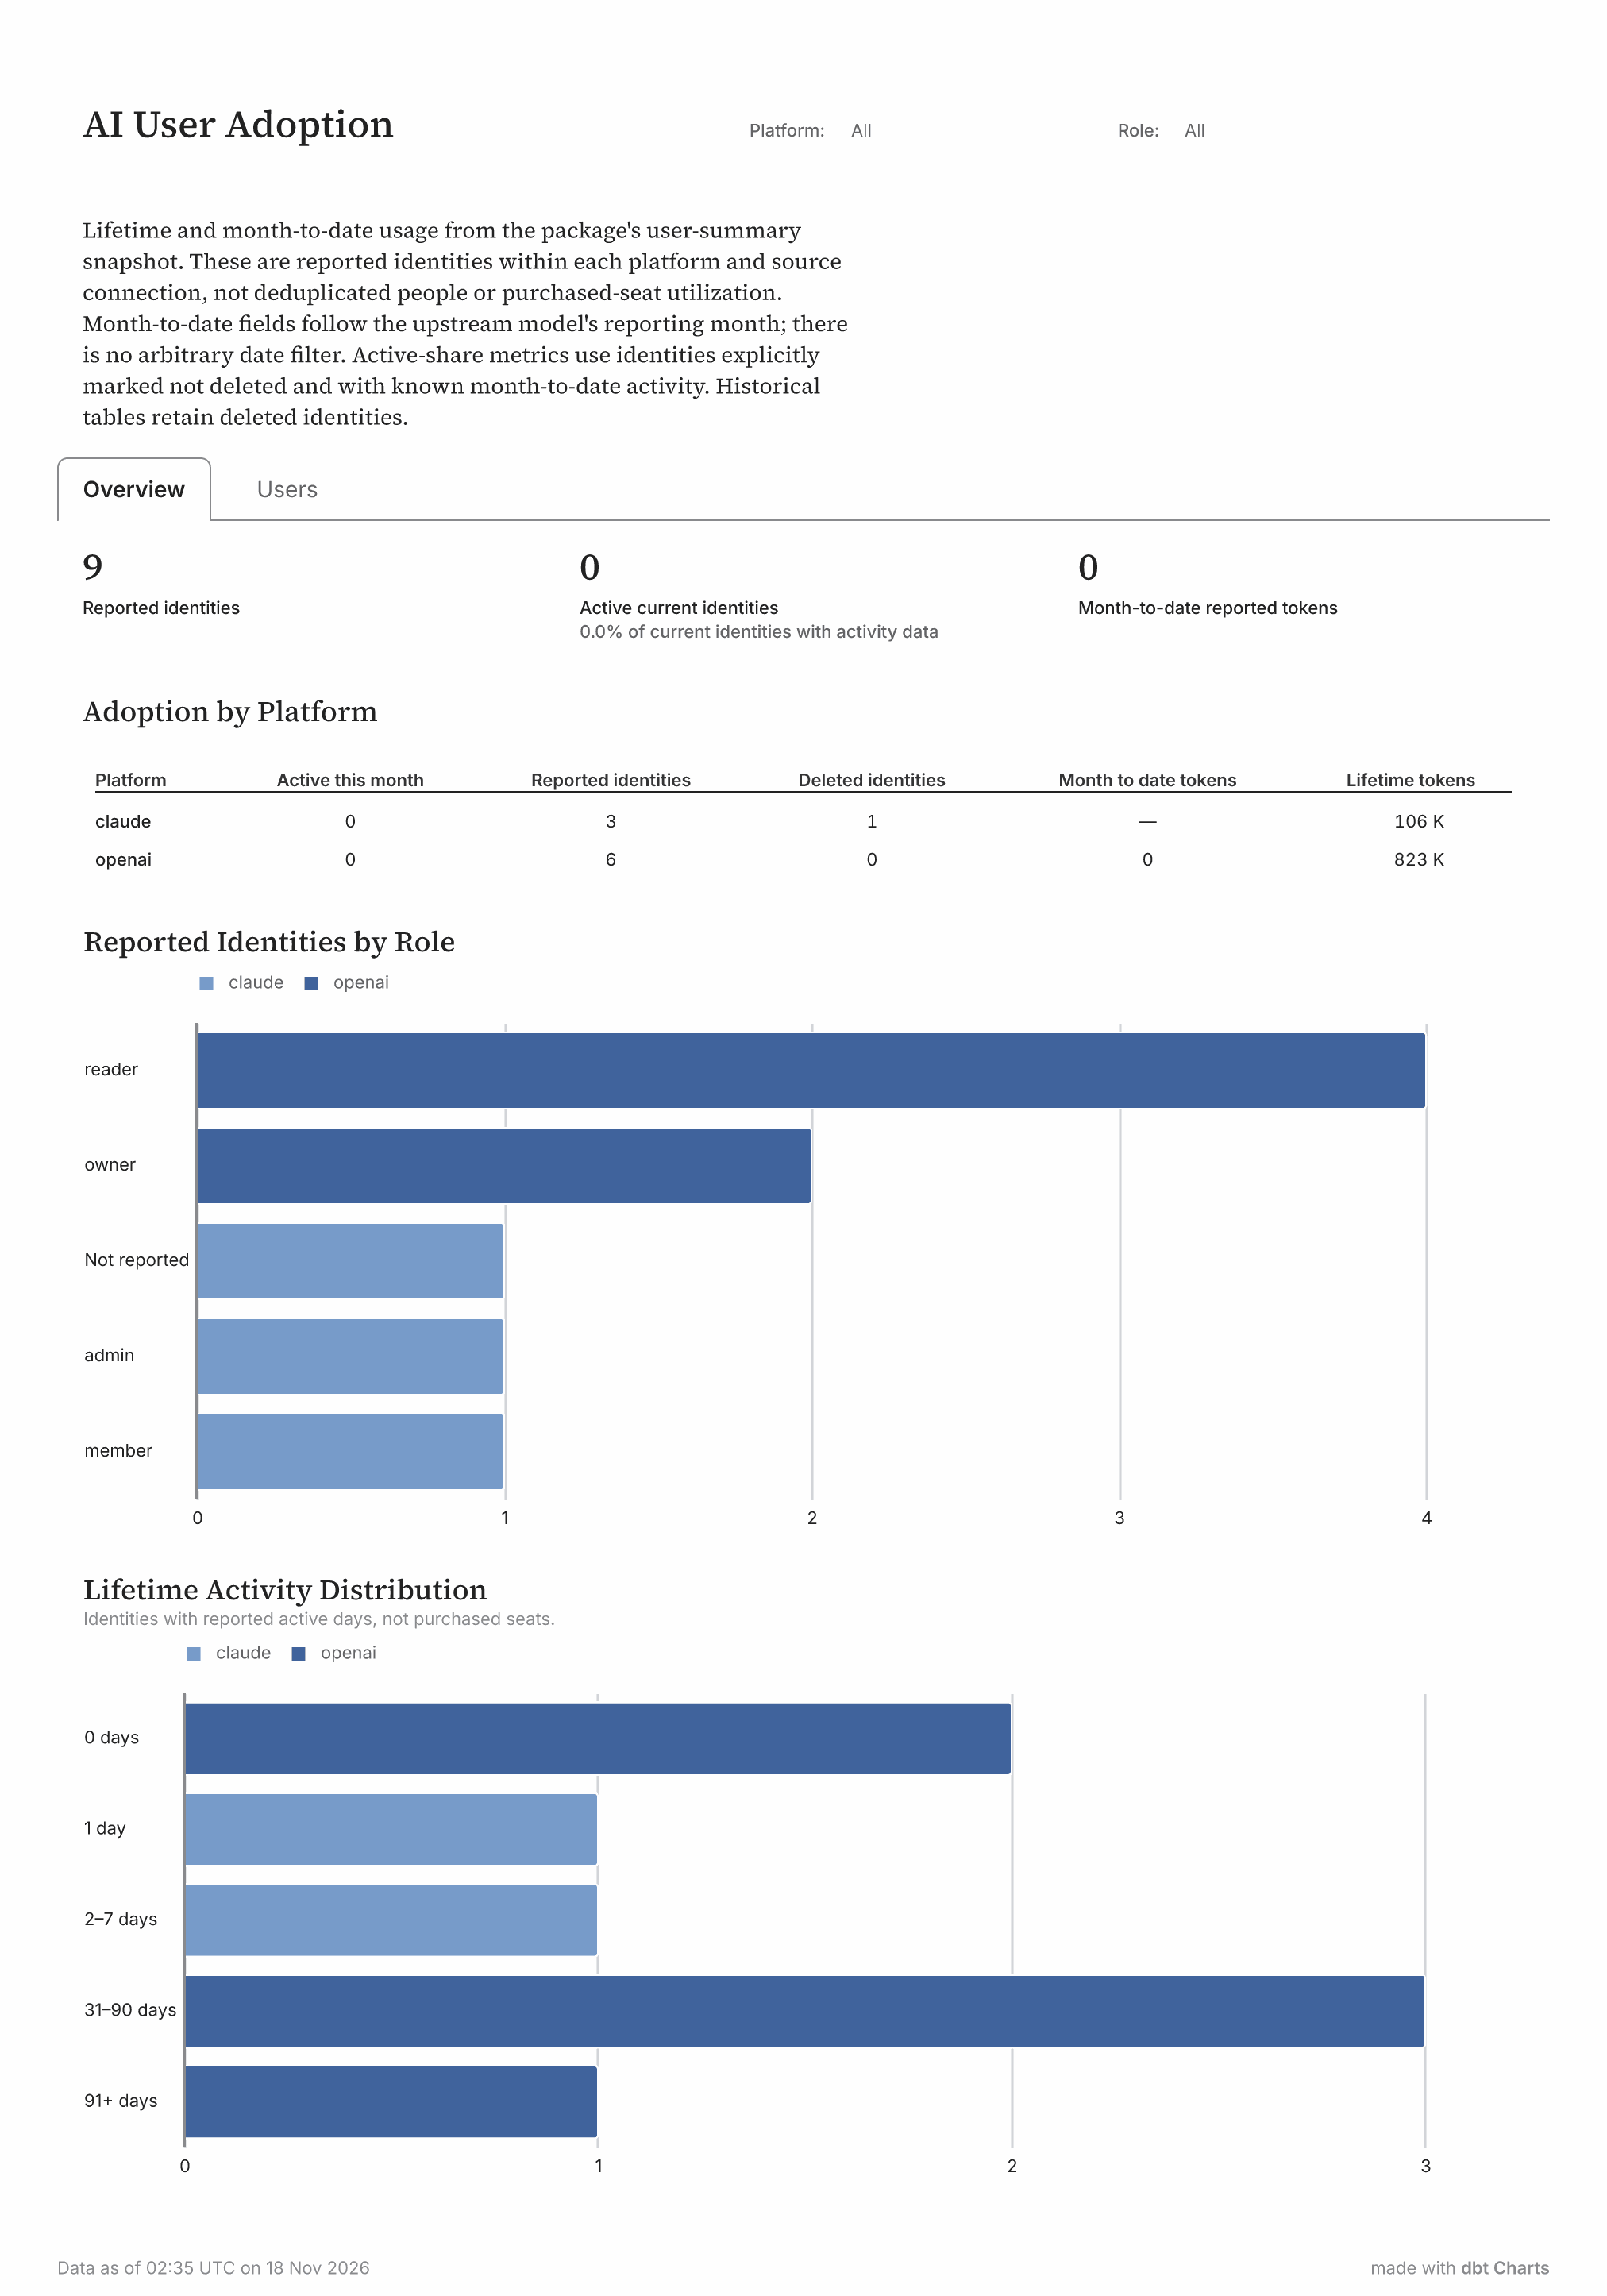 AI User Adoption
Platform: All
Role: All
Lifetime and month-to-date usage from the package's user-summary
snapshot. These are reported identities within each platform and source
connection, not deduplicated people or purchased-seat utilization.
Month-to-date fields follow the upstream model's reporting month; there
is no arbitrary date filter. Active-share metrics use identities explicitly
marked not deleted and with known month-to-date activity. Historical
tables retain deleted identities.
Overview Users
9 0 0
Reported identities Active current identities Month-to-date reported tokens
0.0% of current identities with activity data
Adoption by Platform
Platform Active this month Reported identities Deleted identities Month to date tokens Lifetime tokens
claude 0 3 1 — 106 K
openai 0 6 0 0 823 K
Reported Identities by Role
claude openai
reader
owner
Not reported
admin
member
0 1 2 3 4
Lifetime Activity Distribution
Identities with reported active days, not purchased seats.
claude openai
0 days
1 day
2–7 days
31–90 days
91+ days
0 1 2 3
Data as of 02:35 UTC on 18 Nov 2026
made with dbt Charts